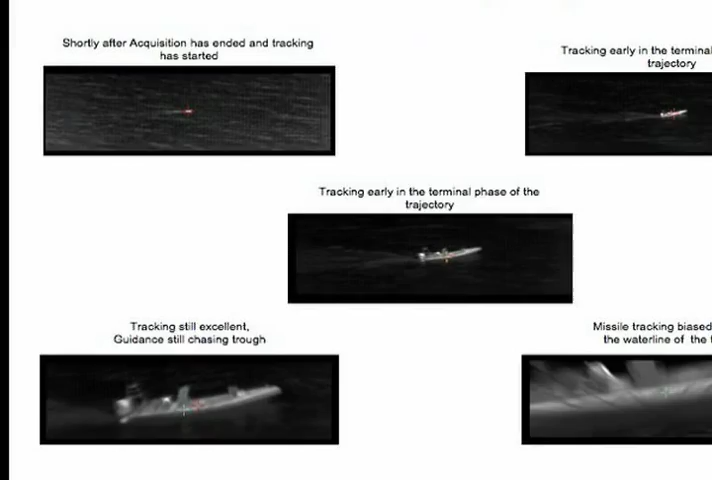 Shortly after Acquisition has ended and tracking
has started
Tracking early in the terminal
trajectory
Tracking early in the terminal phase of the
trajectory
Tracking still excellent,
Guidance still chasing trough
Missile tracking biased
the waterline of the